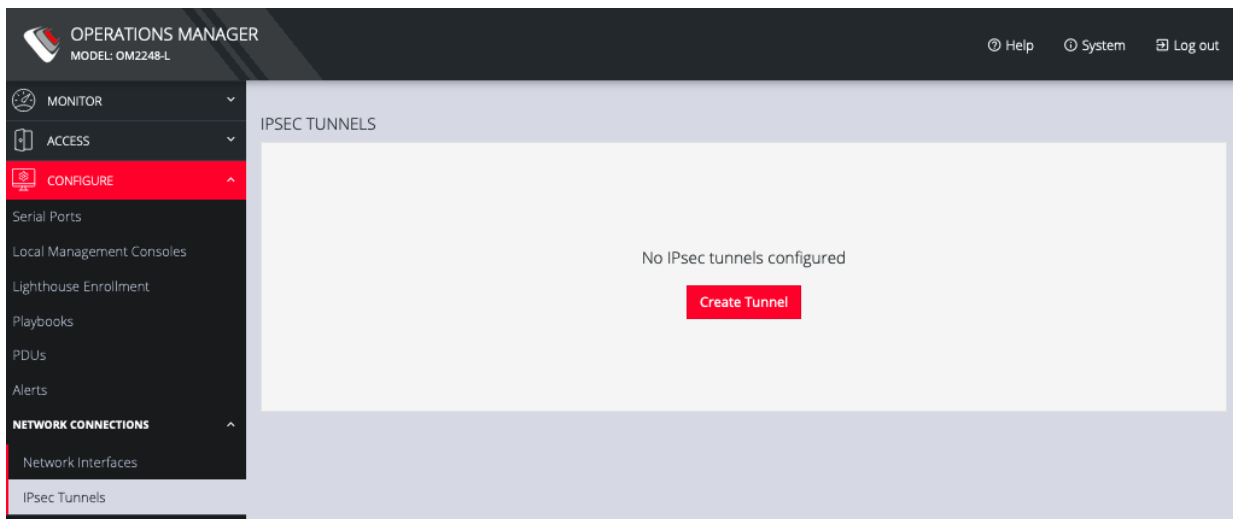 OPERATIONS MANAGER
MODEL: OM2248-L
Help
System
Log out
MONITOR
ACCESS
CONFIGURE
Serial Ports
Local Management Consoles
Lighthouse Enrollment
Playbooks
PDUs
Alerts
NETWORK CONNECTIONS
Network Interfaces
IPsec Tunnels
IPSEC TUNNELS
No IPsec tunnels configured
Create Tunnel